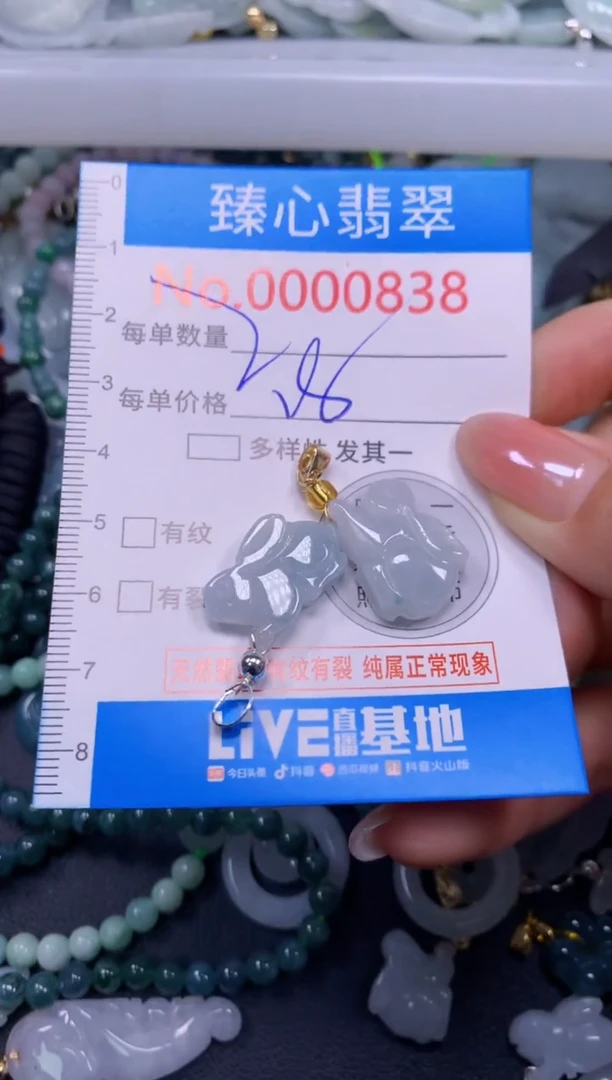 臻心翡翠
No.0000838
每单数量
每单价格
多样性 发其一
有纹
有裂
天然翡 有纹有裂 纯属正常现象
LIVE直播基地
今日头条 抖音 西瓜视频 抖音火山版
0
1
2
3
4
5
6
7
8